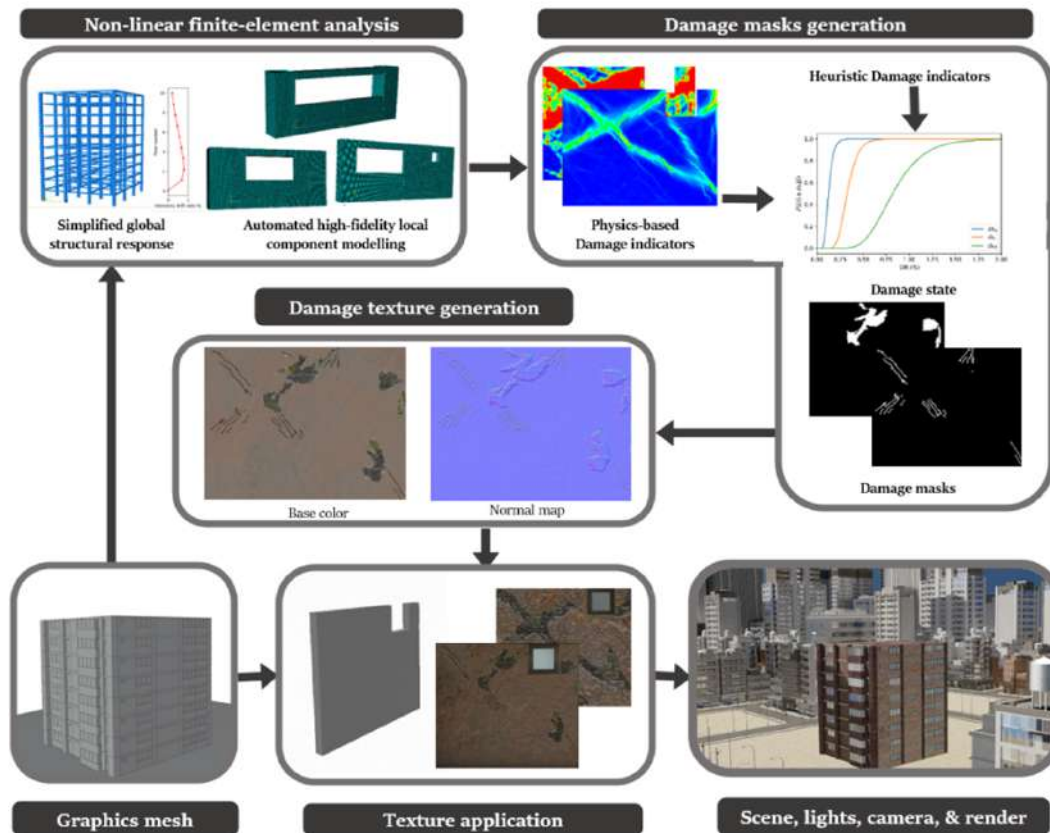 Non-linear finite-element analysis
Damage masks generation
Simplified global
structural response
Automated high-fidelity local
component modelling
Physics-based
Damage indicators
Heuristic Damage indicators
Damage state
Damage masks
Damage texture generation
Base color
Normal map
Graphics mesh
Texture application
Scene, lights, camera, & render